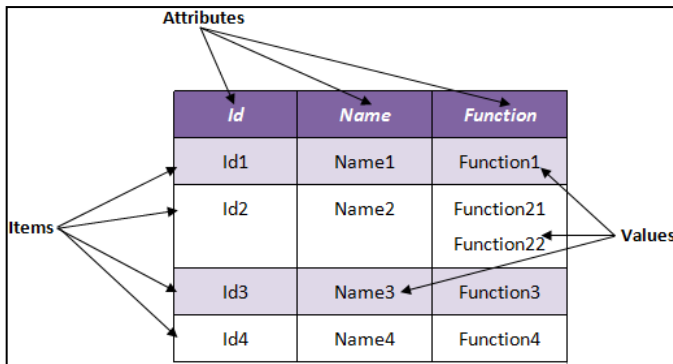 Attributes
Id Name Function
Id1 Name1 Function1
Id2 Name2 Function21
Items
Values
Function22
Id3 Name3 Function3
Id4 Name4 Function4